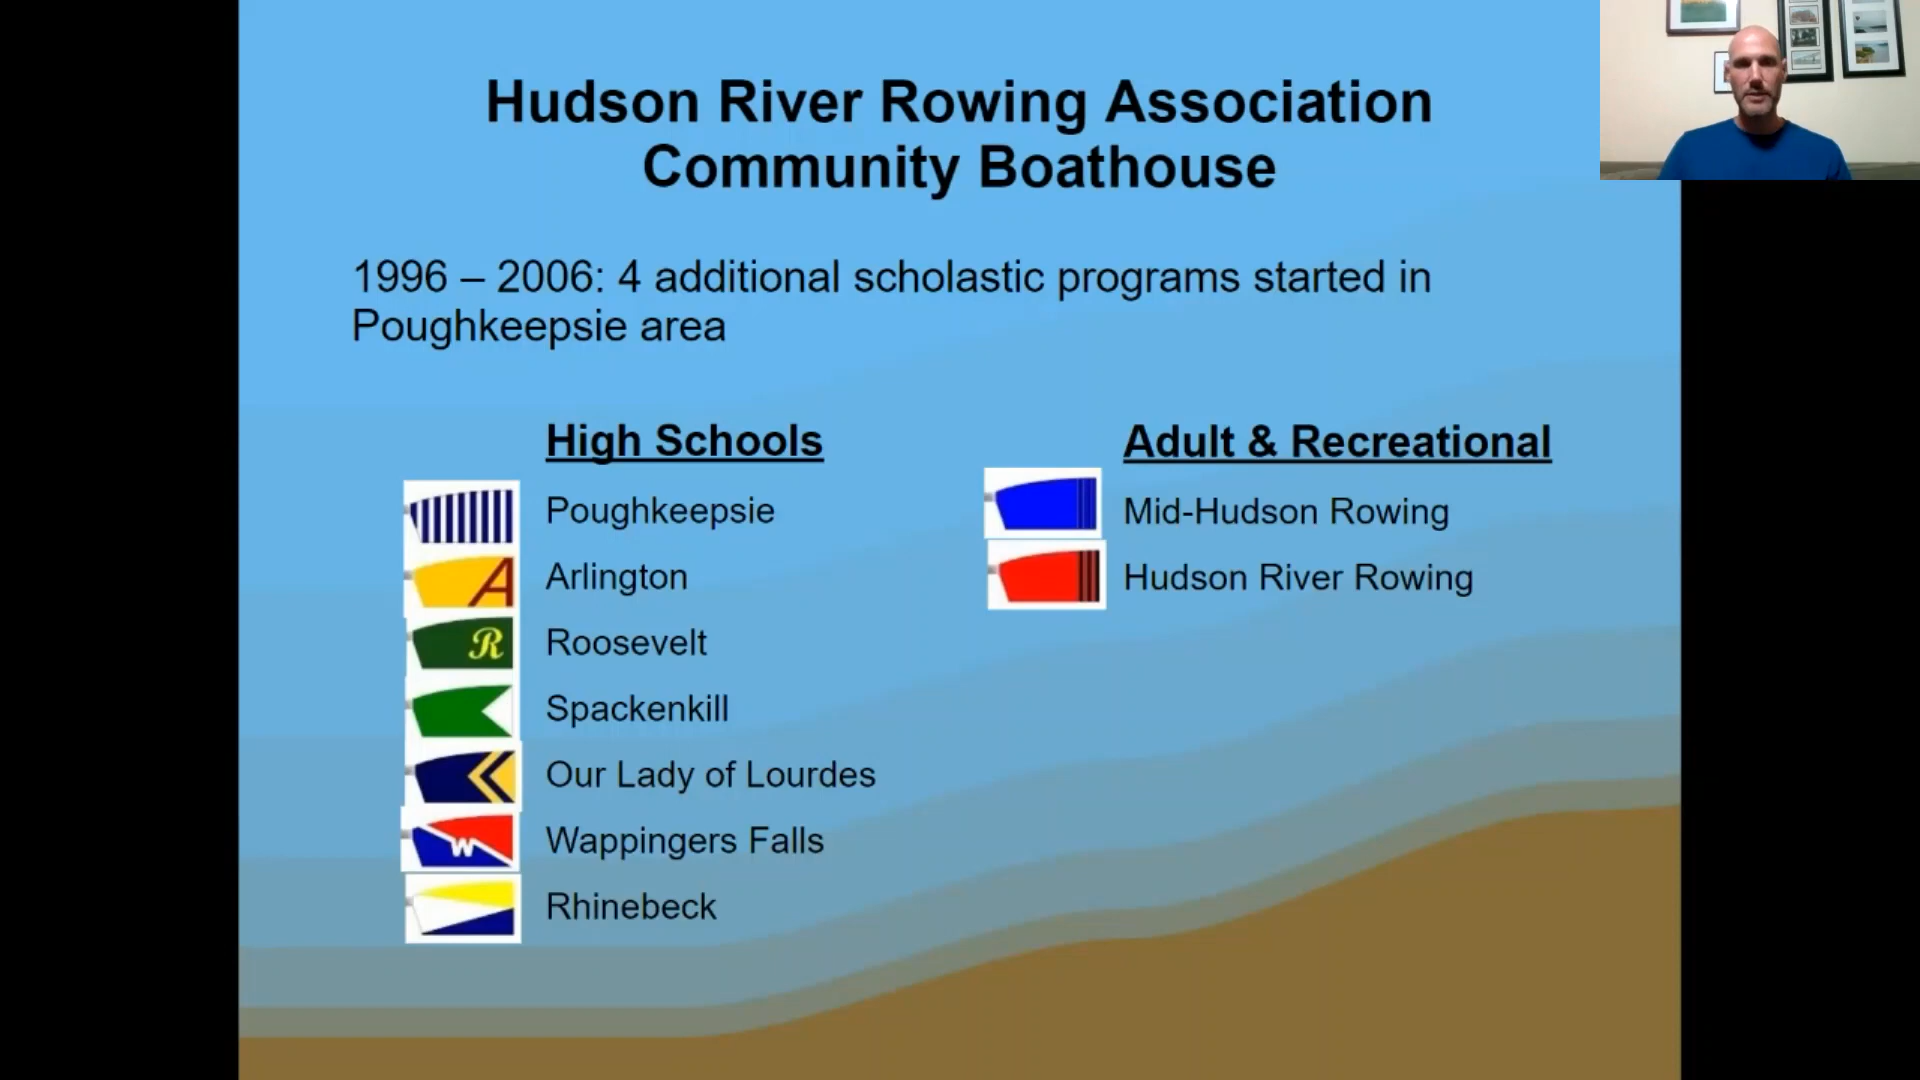 Hudson River Rowing Association
Community Boathouse
1996 – 2006: 4 additional scholastic programs started in
Poughkeepsie area
High Schools
Poughkeepsie
A
Arlington
R
Roosevelt
Spackenkill
Our Lady of Lourdes
W
Wappingers Falls
Rhinebeck
Adult & Recreational
Mid-Hudson Rowing
Hudson River Rowing